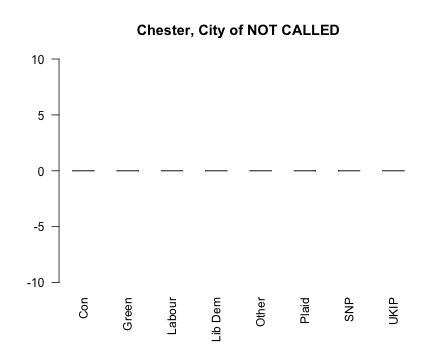 Chester, City of NOT CALLED
10
5
0
-5
-10
Con
Green
Labour
Lib Dem
Other
Plaid
SNP
UKIP